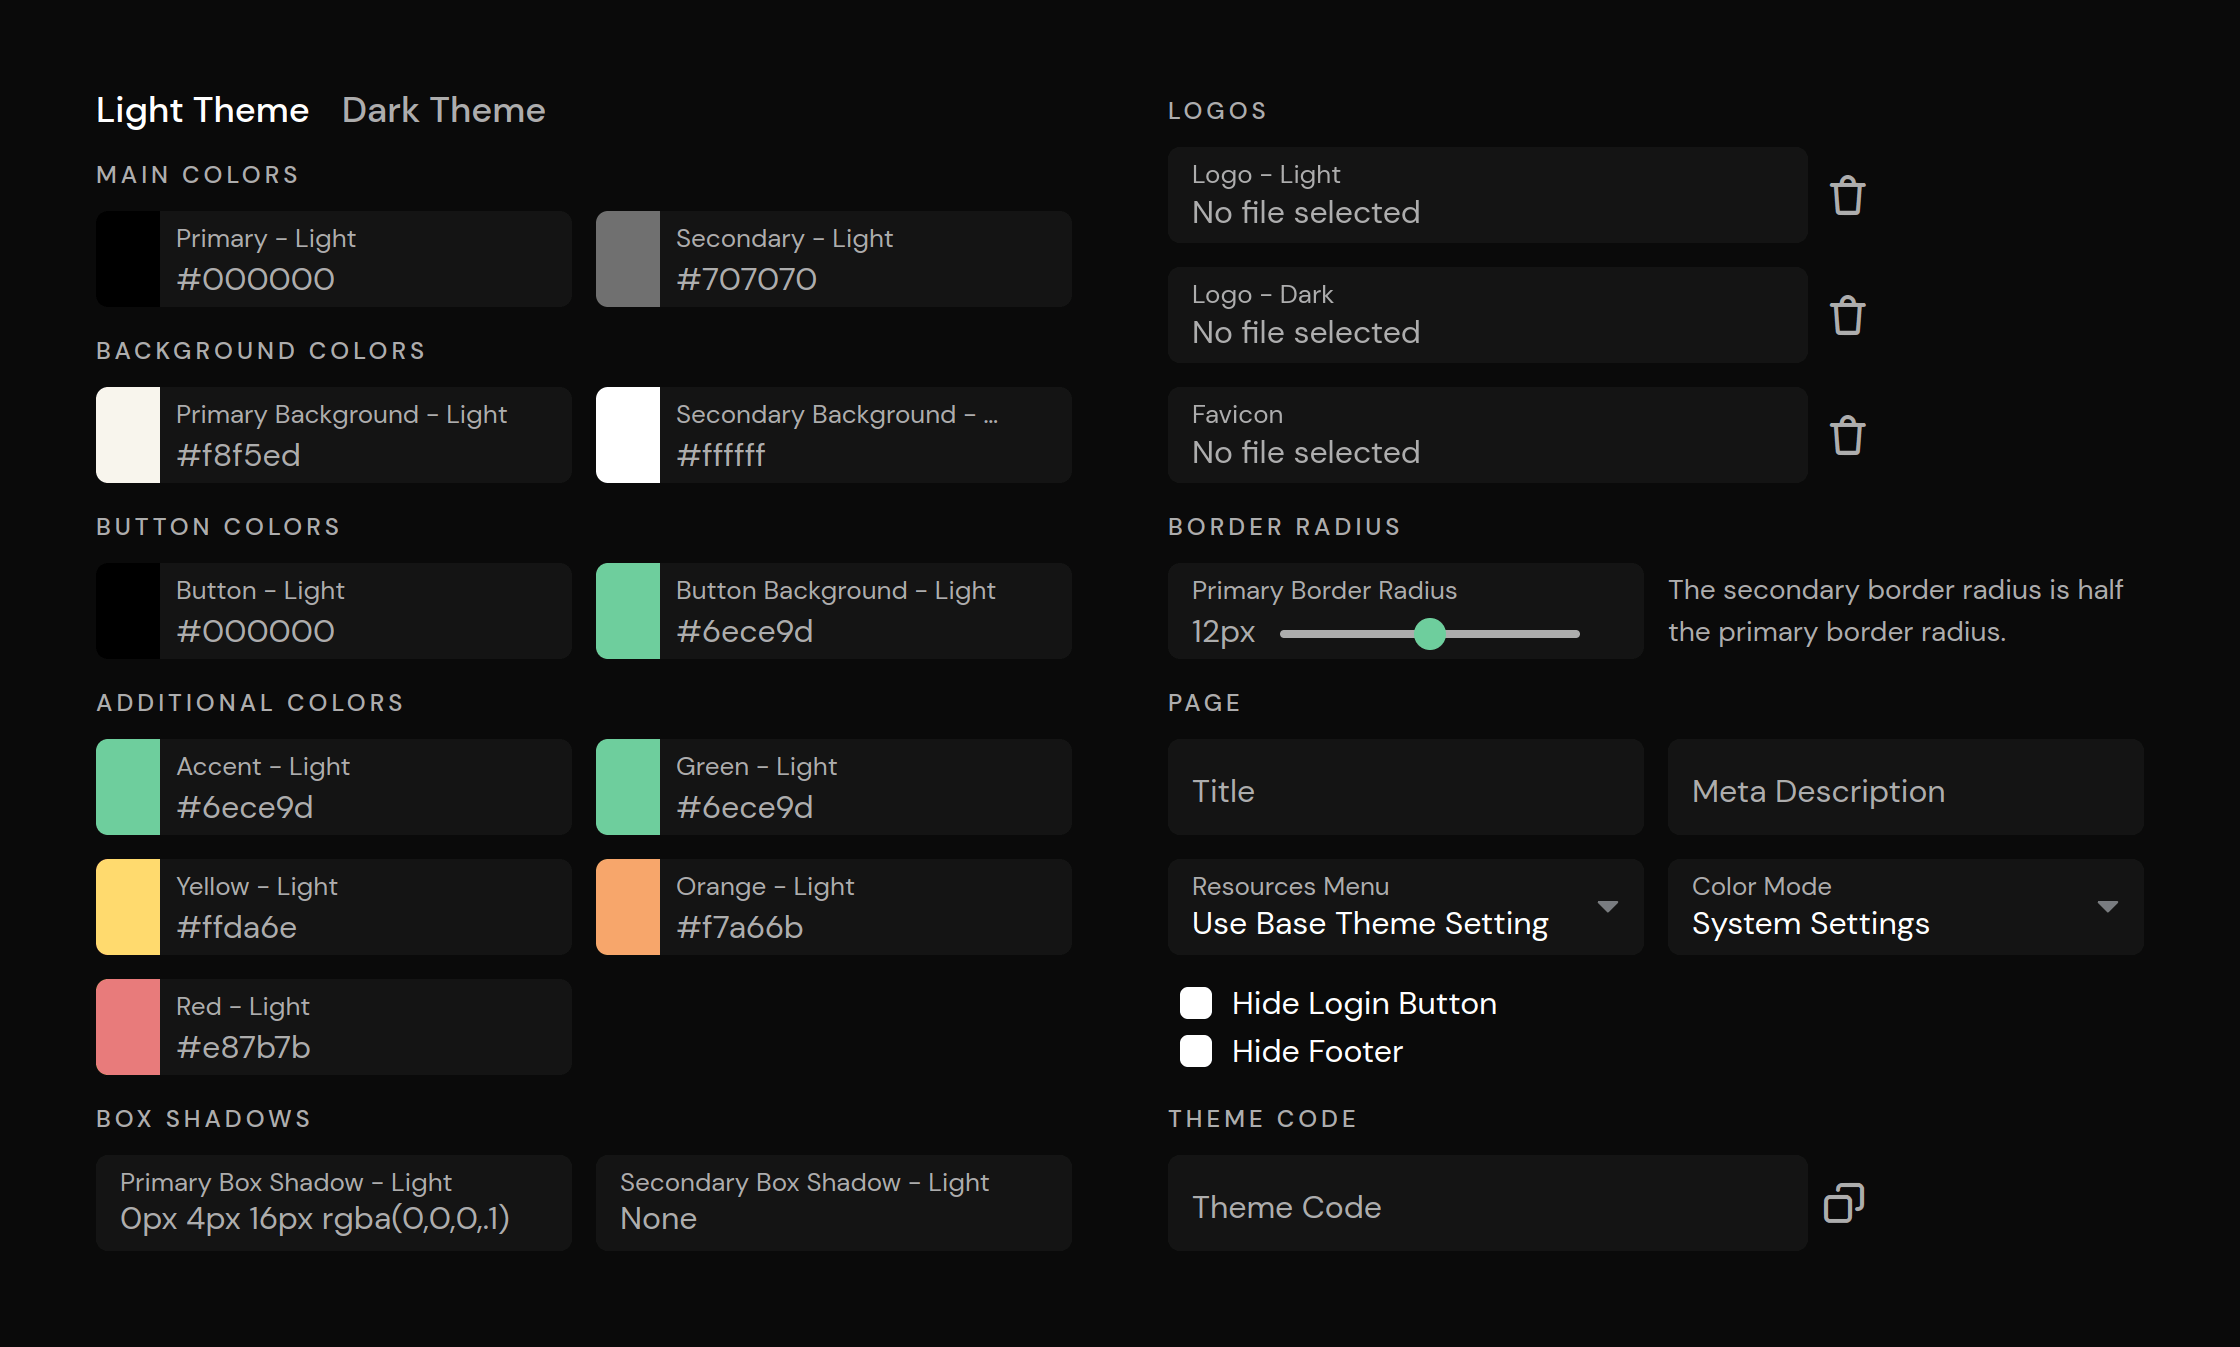 Light Theme
Dark Theme
MAIN COLORS
Primary - Light
#000000
Secondary - Light
#707070
BACKGROUND COLORS
Primary Background - Light
#f8f5ed
Secondary Background - ...
#ffffff
BUTTON COLORS
Button - Light
#000000
Button Background - Light
#6ece9d
ADDITIONAL COLORS
Accent - Light
#6ece9d
Green - Light
#6ece9d
Yellow - Light
#ffda6e
Orange - Light
#f7a66b
Red - Light
#e87b7b
BOX SHADOWS
Primary Box Shadow - Light
0px 4px 16px rgba(0,0,0,.1)
Secondary Box Shadow - Light
None
LOGOS
Logo - Light
No file selected
Logo - Dark
No file selected
Favicon
No file selected
BORDER RADIUS
Primary Border Radius
12px
The secondary border radius is half
the primary border radius.
PAGE
Title
Meta Description
Resources Menu
Use Base Theme Setting
Color Mode
System Settings
Hide Login Button
Hide Footer
THEME CODE
Theme Code